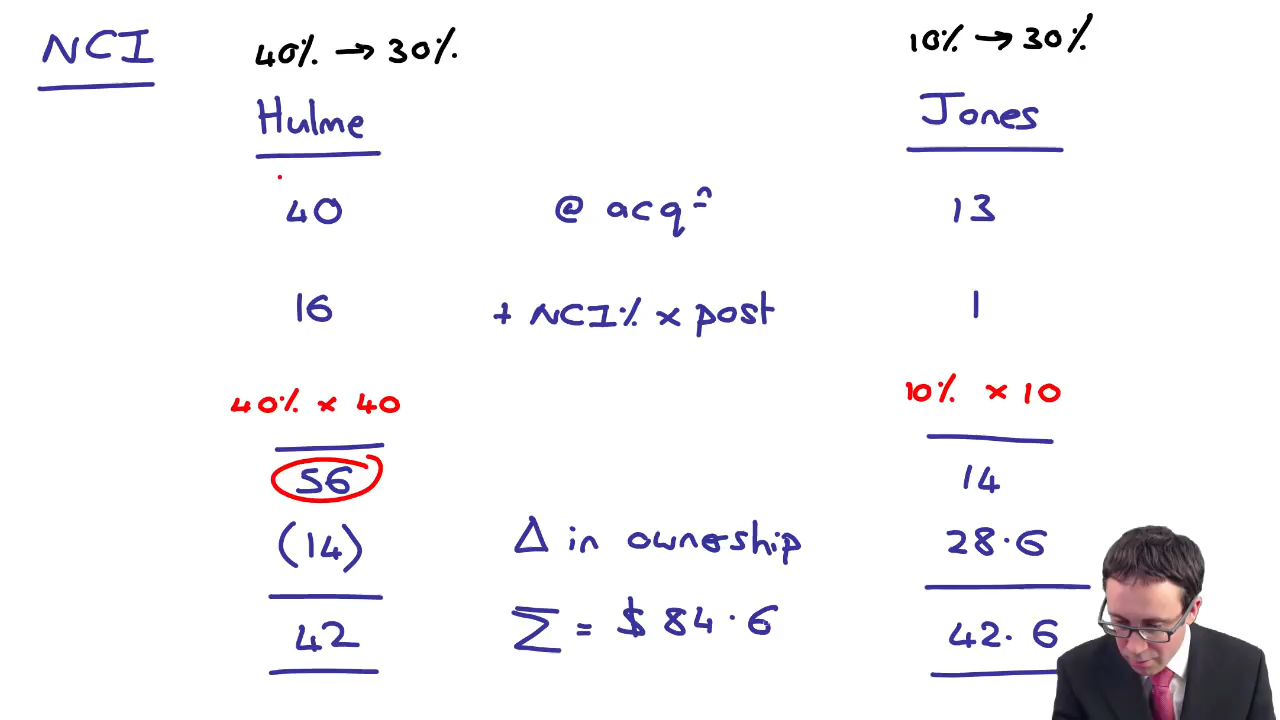 NCI 40% → 30% 10% → 30%
Hulme Jones
40 @ acqⁿ 13
16 + NCI% x post 1
40% x 40 10% x 10
56 14
(14) Δ in ownership 28.6
42 Σ = $84.6 42.6